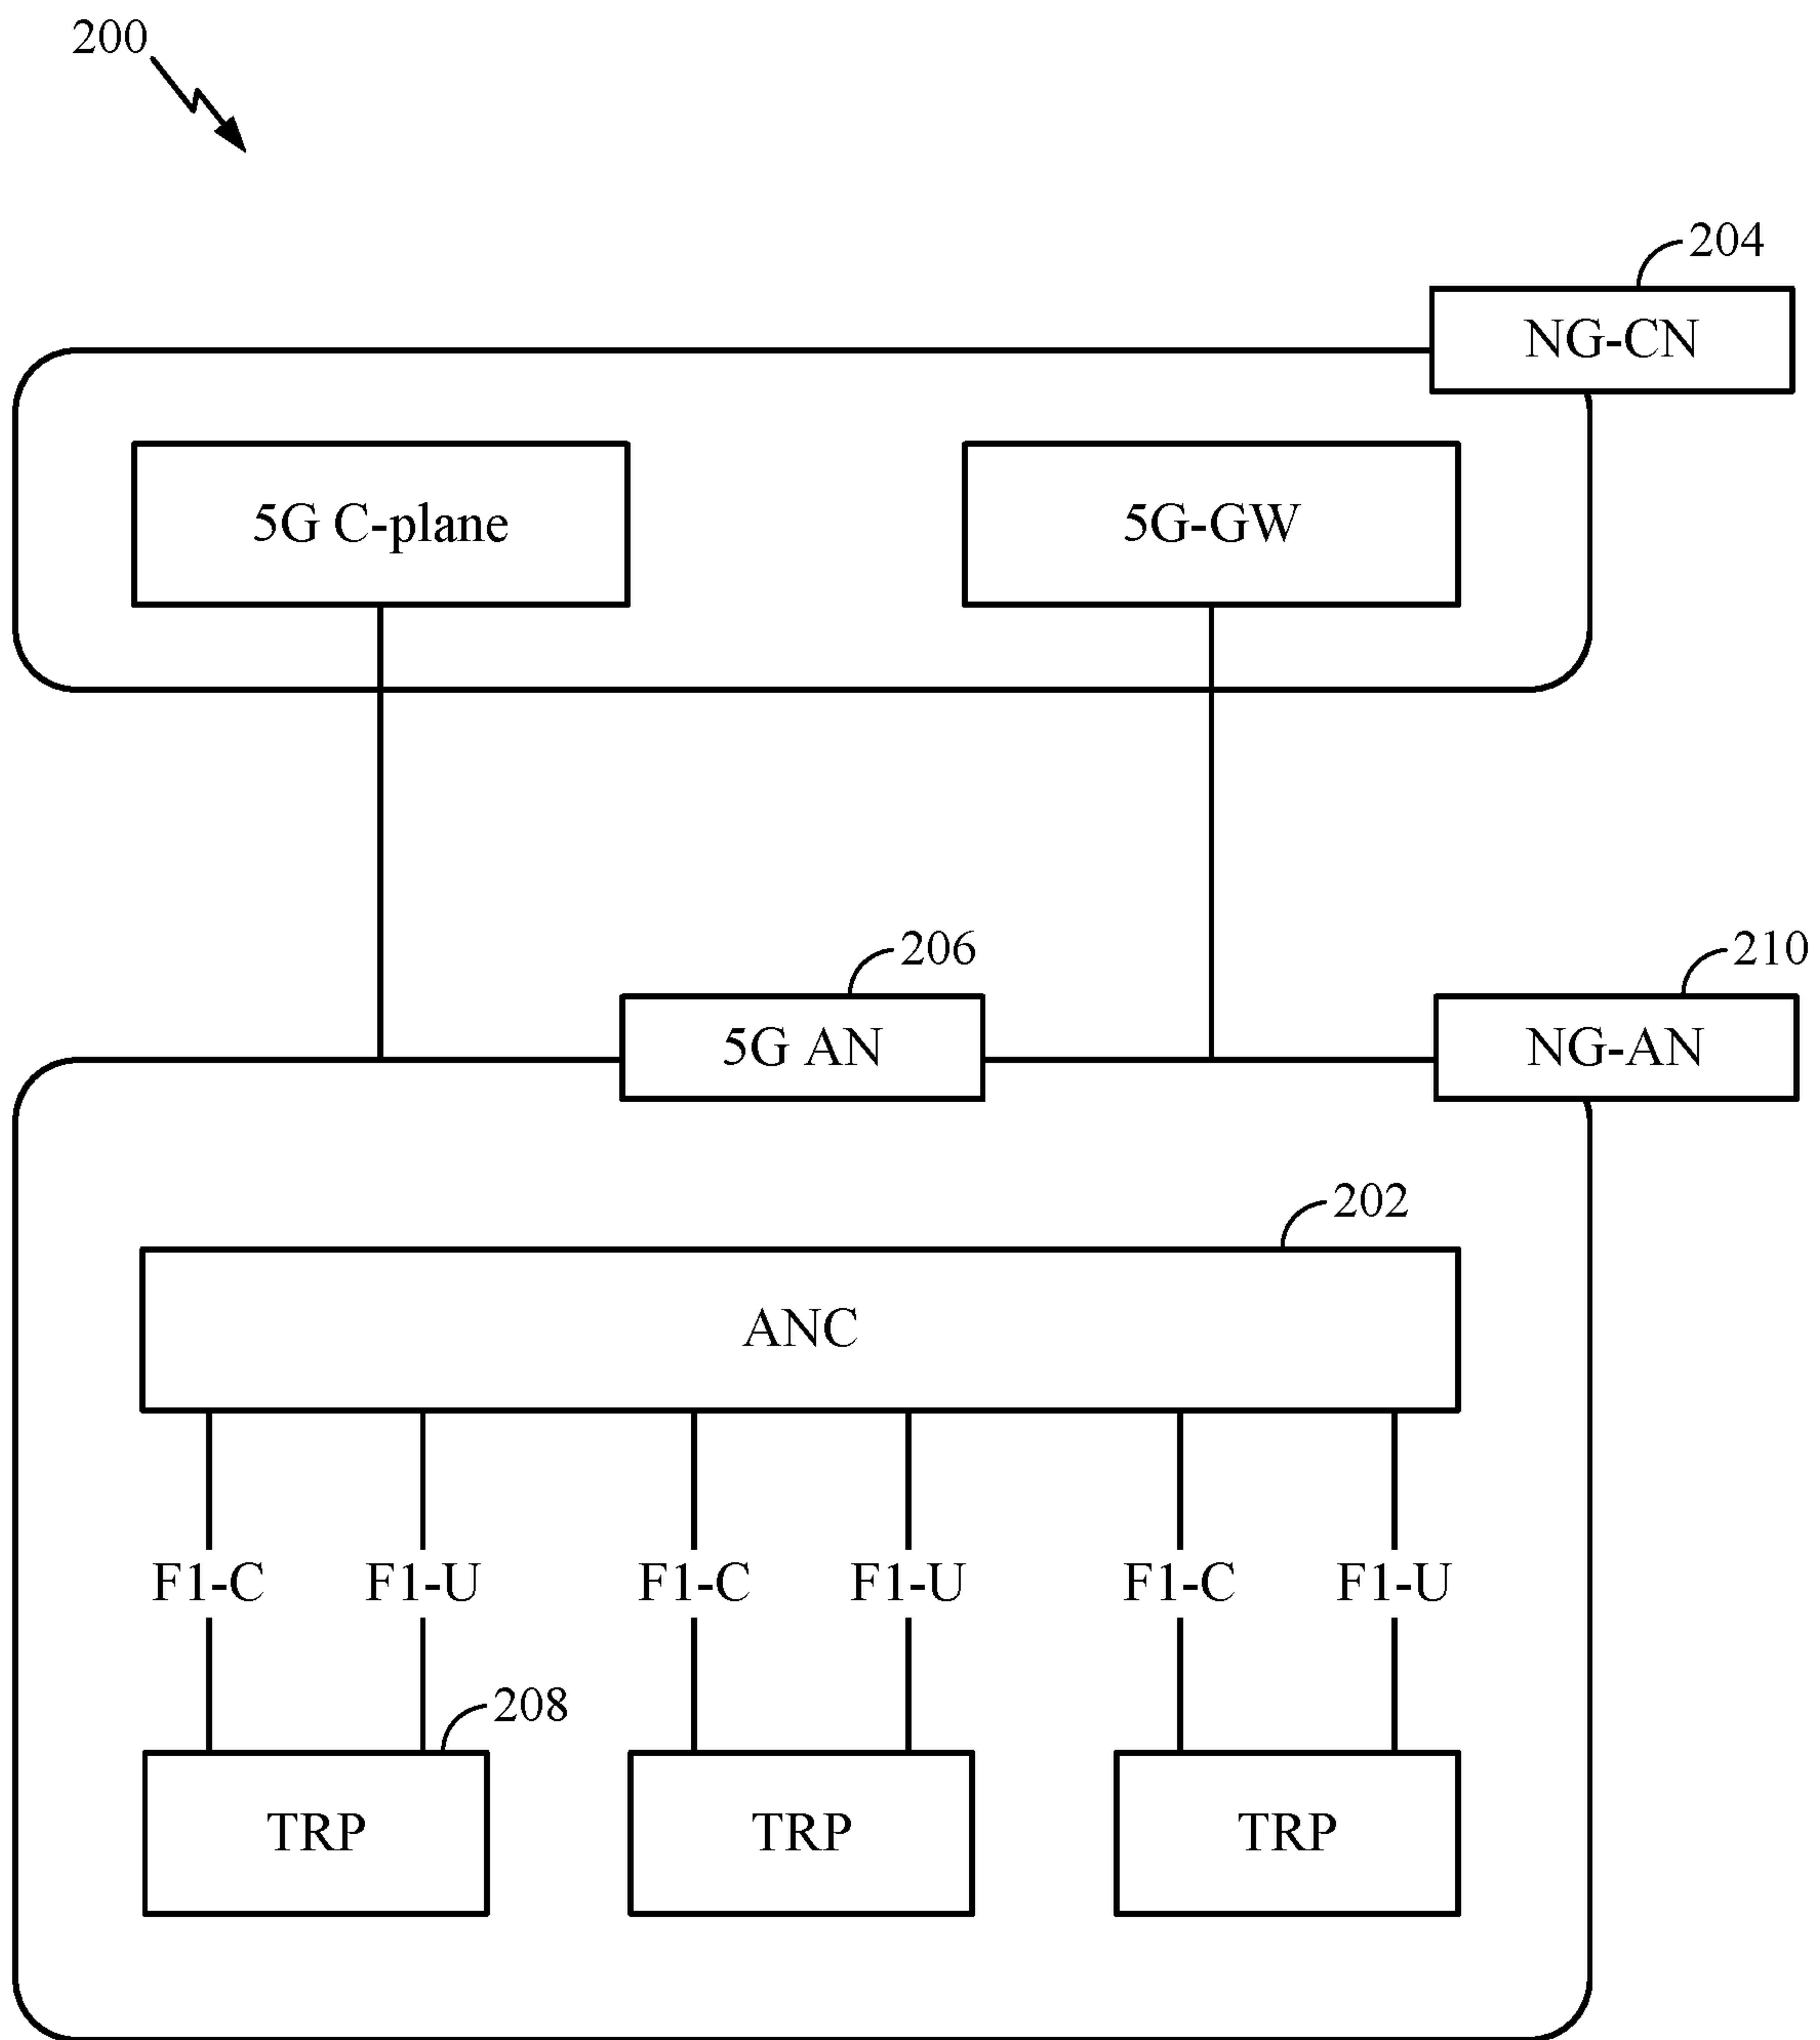 200
204
NG-CN
5G C-plane
5G-GW
206
210
5G AN
NG-AN
202
ANC
F1-C
F1-U
F1-C
F1-U
F1-C
F1-U
208
TRP
TRP
TRP